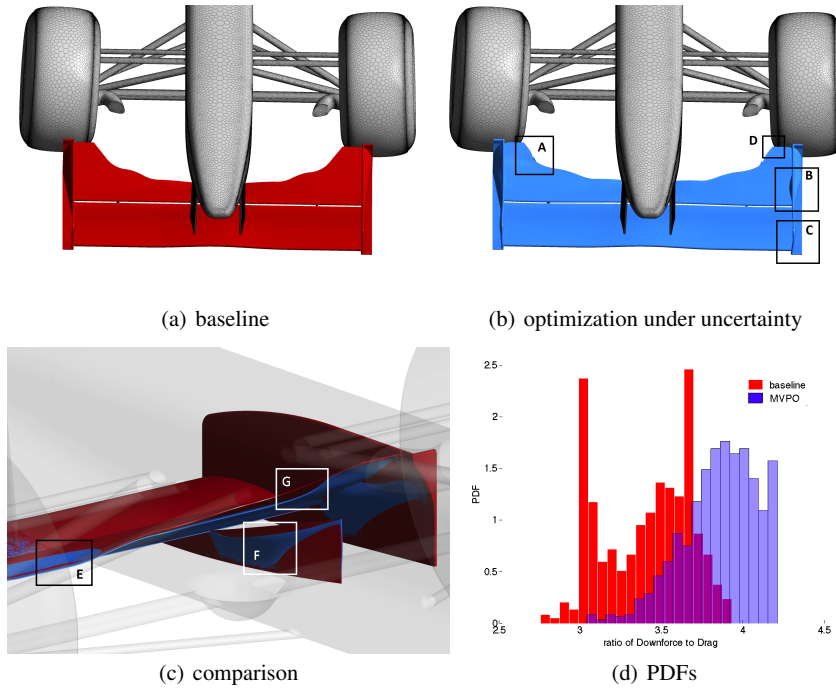 A
D
B
C
(a) baseline
(b) optimization under uncertainty
G
F
E
2.5
2
1.5
1
0.5
0
PDF
baseline
MVPO
2.5
3
3.5
4
4.5
ratio of Downforce to Drag
(c) comparison
(d) PDFs